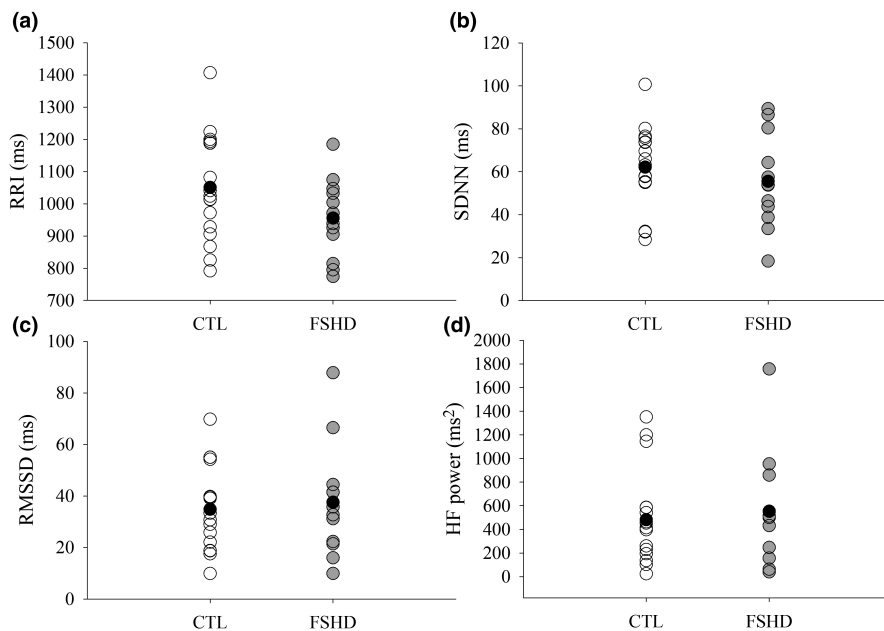 (a)
1500
1400
1300
1200
1100
1000
900
800
700
RRI (ms)
CTL FSHD
(b)
120
100
80
60
40
20
0
SDNN (ms)
CTL FSHD
(c)
100
80
60
40
20
0
RMSSD (ms)
CTL FSHD
(d)
2000
1800
1600
1400
1200
1000
800
600
400
200
0
HF power (ms²)
CTL FSHD